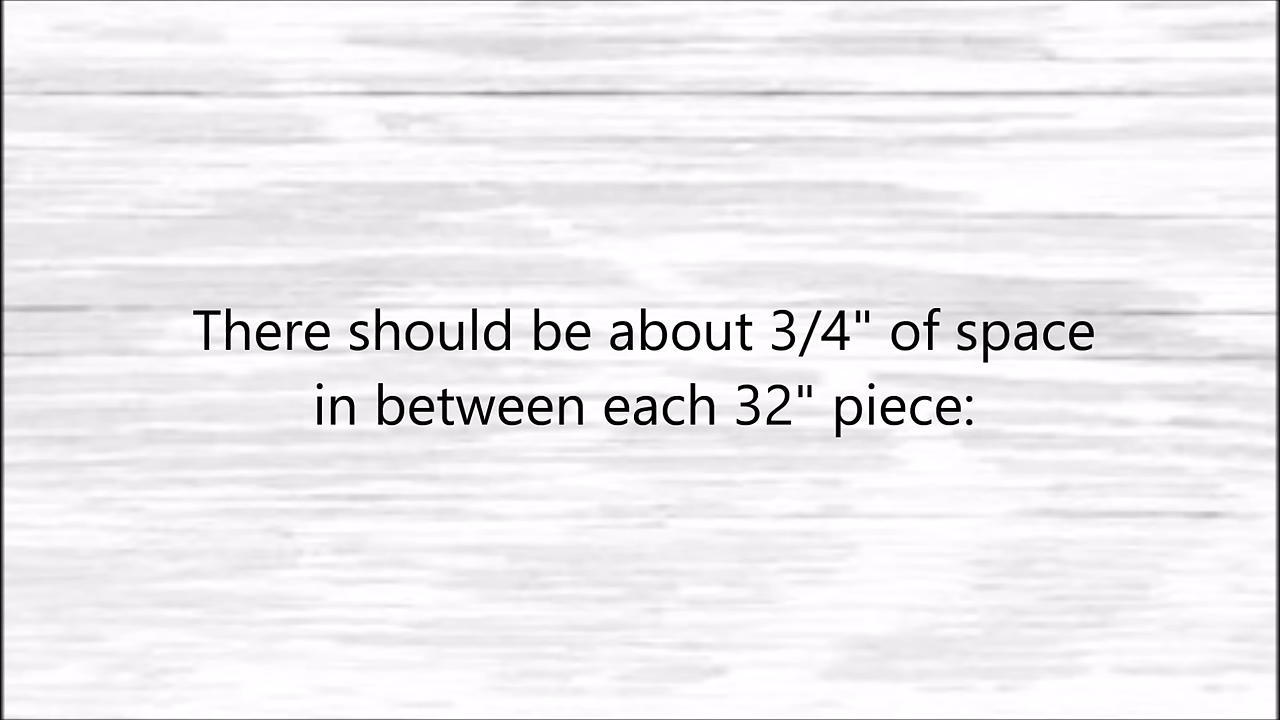 There should be about 3/4" of space
in between each 32" piece: